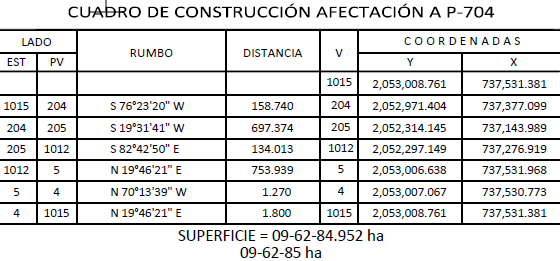 CUADRO DE CONSTRUCCIÓN AFECTACIÓN A P-704
LADO RUMBO DISTANCIA V COORDENADAS
EST PV Y X
1015 2,053,008.761 737,531.381
1015 204 S 76°23'20" W 158.740 204 2,052,971.404 737,377.099
204 205 S 19°31'41" W 697.374 205 2,052,314.145 737,143.989
205 1012 S 82°42'50" E 134.013 1012 2,052,297.149 737,276.919
1012 5 N 19°46'21" E 753.939 5 2,053,006.638 737,531.968
5 4 N 70°13'39" W 1.270 4 2,053,007.067 737,530.773
4 1015 N 19°46'21" E 1.800 1015 2,053,008.761 737,531.381
SUPERFICIE = 09-62-84.952 ha
09-62-85 ha